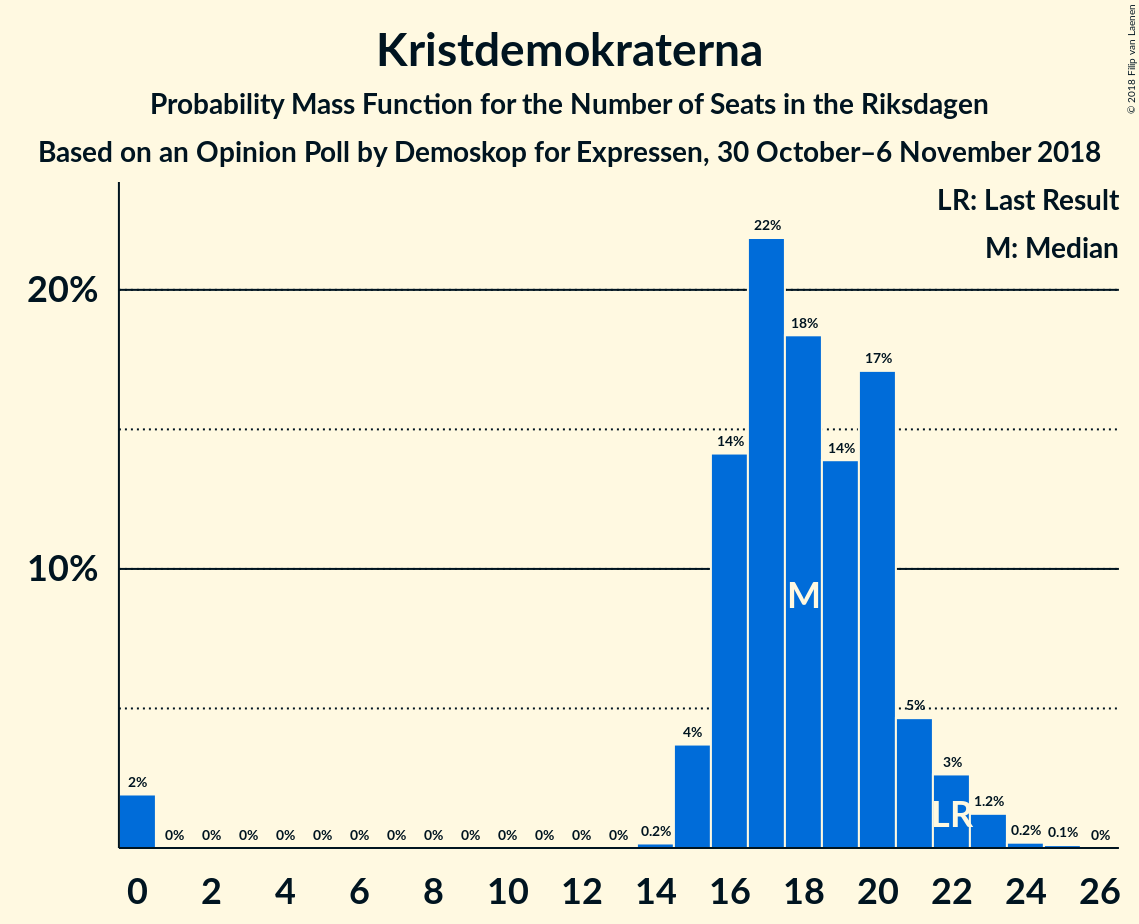 Kristdemokraterna
Probability Mass Function for the Number of Seats in the Riksdagen
Based on an Opinion Poll by Demoskop for Expressen, 30 October–6 November 2018
© 2018 Filip van Laenen
LR: Last Result
M: Median
20%
10%
2% 0% 0% 0% 0% 0% 0% 0% 0% 0% 0% 0% 0% 0% 0.2% 4% 14% 22% 18% 14% 17% 5% 3% 1.2% 0.2% 0.1% 0%
M
LR
0 2 4 6 8 10 12 14 16 18 20 22 24 26